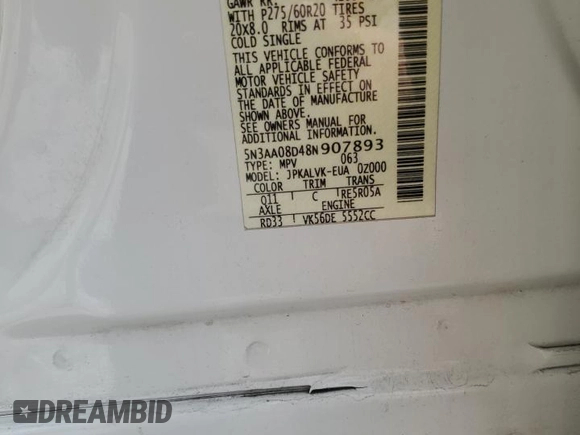 WITH P275/60R20 TIRES
20X8.0 RIMS AT 35 PSI
COLD SINGLE
THIS VEHICLE CONFORMS TO
ALL APPLICABLE FEDERAL
MOTOR VEHICLE SAFETY
STANDARDS IN EFFECT ON
THE DATE OF MANUFACTURE
SHOWN ABOVE.
SEE OWNERS MANUAL FOR
ADDITIONAL INFORMATION
5N3AA08D48N907893
TYPE: MPV 063
MODEL: JPKALVK-EUA 0Z000
COLOR TRIM TRANS
Q11 C RE5R05A
AXLE ENGINE
RD33 VK56DE 5552CC
DREAMBID